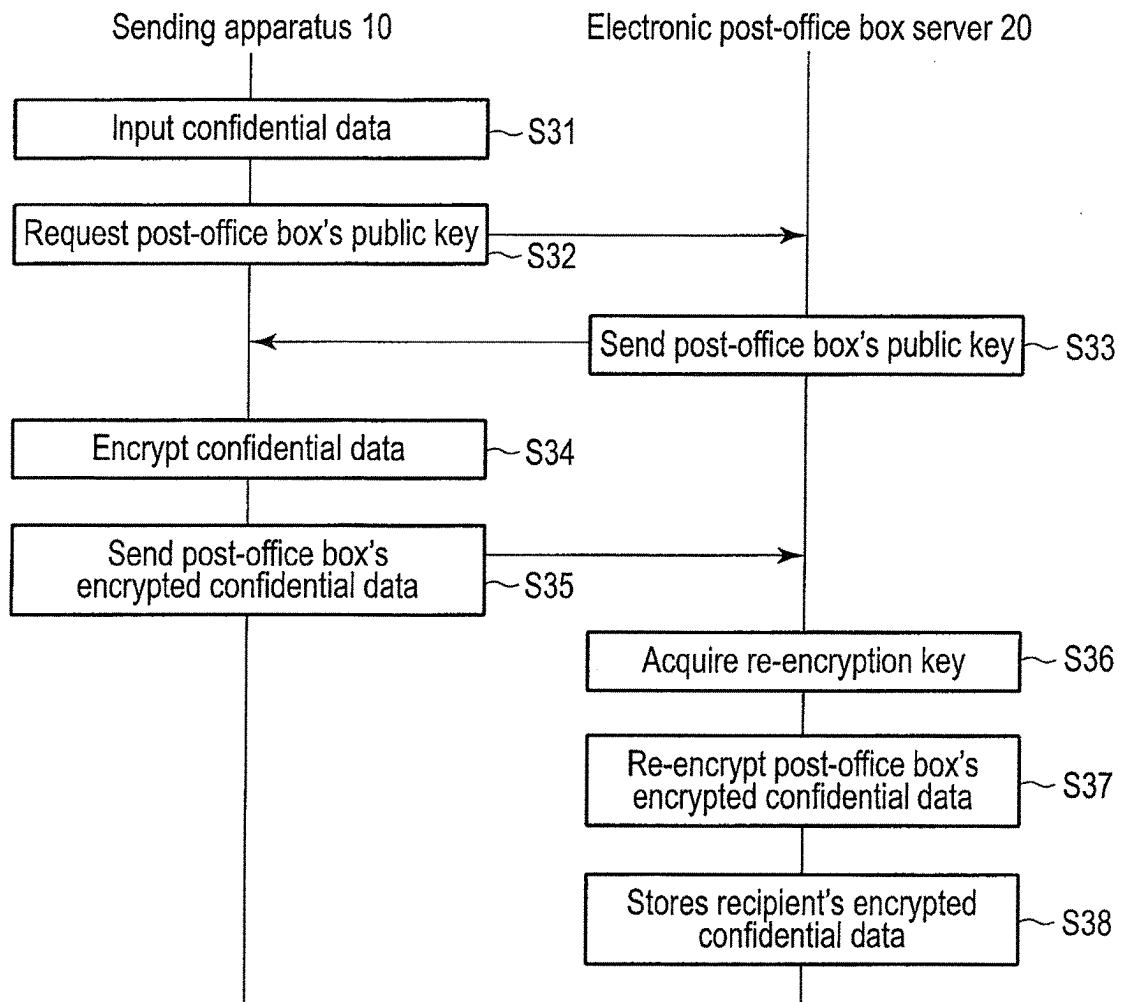 Sending apparatus 10
Electronic post-office box server 20
Input confidential data
S31
Request post-office box's public key
S32
Send post-office box's public key
S33
Encrypt confidential data
S34
Send post-office box's
encrypted confidential data
S35
Acquire re-encryption key
S36
Re-encrypt post-office box's
encrypted confidential data
S37
Stores recipient's encrypted
confidential data
S38